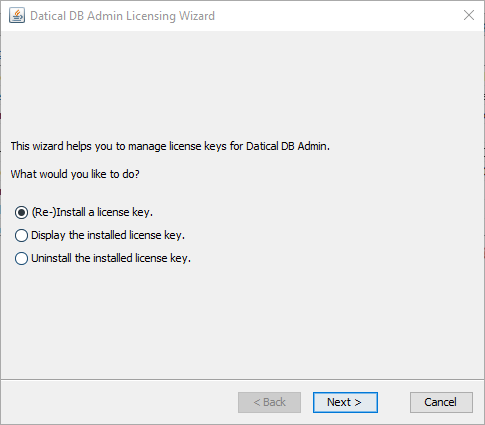 Datical DB Admin Licensing Wizard
This wizard helps you to manage license keys for Datical DB Admin.
What would you like to do?
(Re-)Install a license key.
Display the installed license key.
Uninstall the installed license key.
< Back
Next >
Cancel